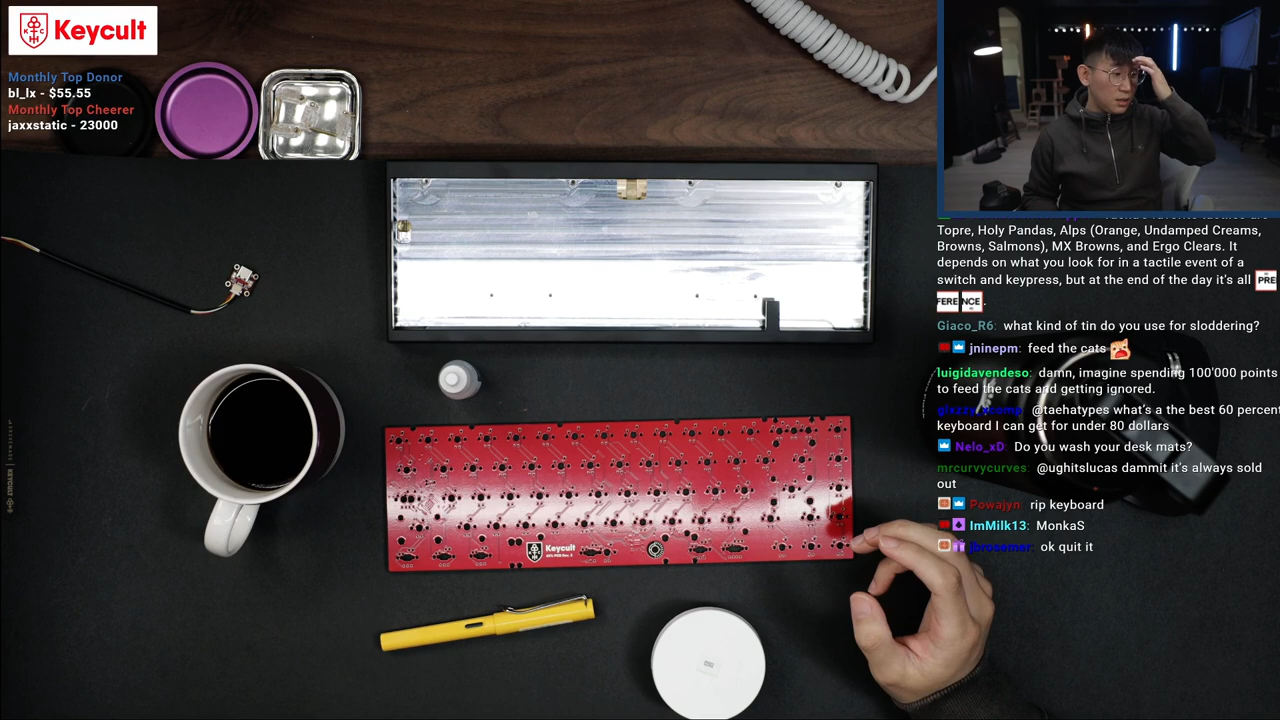 Keycult
Monthly Top Donor
bl_lx - $55.55
Monthly Top Cheerer
jaxxstatic - 23000
Topre, Holy Pandas, Alps (Orange, Undamped Creams,
Browns, Salmons), MX Browns, and Ergo Clears. It
depends on what you look for in a tactile event of a
switch and keypress, but at the end of the day it's all PRE
FERE NCE.
Giaco_R6: what kind of tin do you use for sloddering?
jninepm: feed the cats
luigidavendeso: damn, imagine spending 100'000 points
to feed the cats and getting ignored.
@taehatypes what's a the best 60 percent
keyboard I can get for under 80 dollars
Nelo_xD: Do you wash your desk mats?
mrcurvycurves: @ughitslucas dammit it's always sold
out
Powajyn: rip keyboard
ImMilk13: MonkaS
jbrosomar: ok quit it
Keycult
KEYCULT